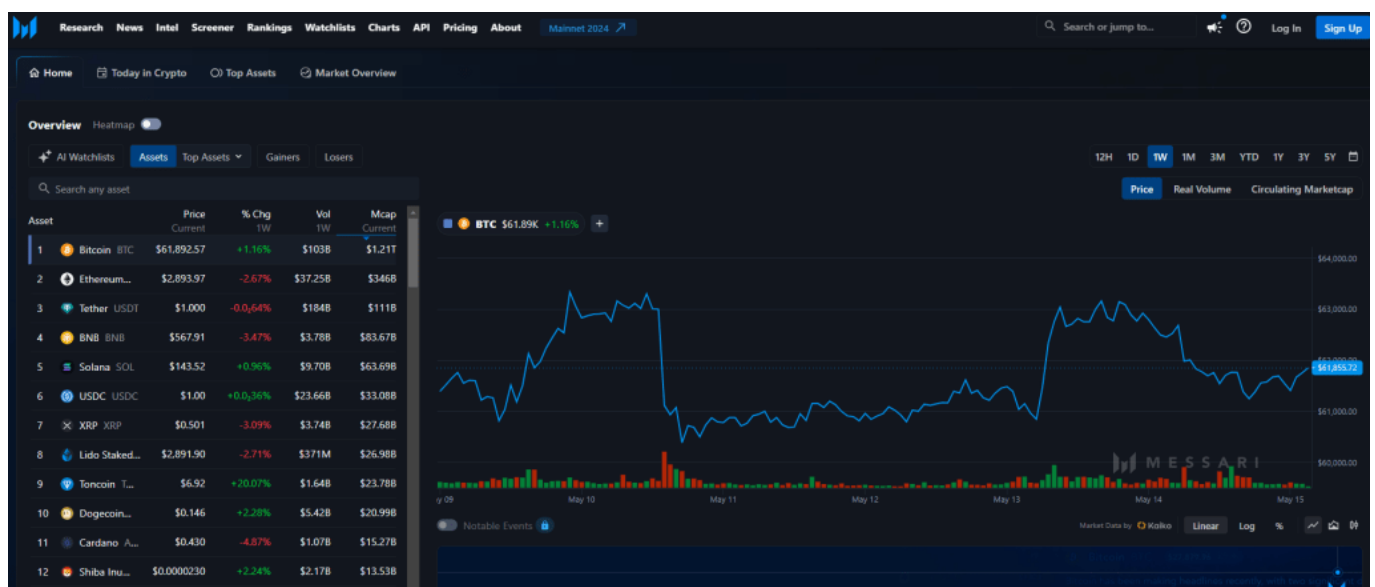 Research News Intel Screener Rankings Watchlists Charts API Pricing About Mainnet 2024 Search or jump to... Log In Sign Up
Home Today in Crypto Top Assets Market Overview
Overview Heatmap
AI Watchlists Assets Top Assets Gainers Losers
12H 1D 1W 1M 3M YTD 1Y 3Y 5Y
Search any asset
Price Real Volume Circulating Marketcap
Asset Price % Chg Vol Mcap
Current 1W 1W Current
BTC $61.89K +1.16% +
1 Bitcoin BTC $61,892.57 +1.16% $103B $1.21T
2 Ethereum... $2,893.97 -2.67% $37.25B $346B
3 Tether USDT $1.000 -0.0₂64% $184B $111B
4 BNB BNB $567.91 -3.47% $3.78B $83.67B
5 Solana SOL $143.52 +0.96% $9.70B $63.69B
6 USDC USDC $1.00 +0.0₂36% $23.66B $33.08B
7 XRP XRP $0.501 -3.09% $3.74B $27.68B
8 Lido Staked... $2,891.90 -2.71% $371M $26.98B
9 Toncoin T... $6.92 +20.07% $1.64B $23.78B
10 Dogecoin... $0.146 +2.28% $5.42B $20.99B
11 Cardano A... $0.430 -4.87% $1.07B $15.27B
12 Shiba Inu... $0.0000230 +2.24% $2.17B $13.53B
$64,000.00
$63,000.00
$61,855.72
$61,000.00
$60,000.00
MESSARI
y 09 May 10 May 11 May 12 May 13 May 14 May 15
Notable Events
Market Data by Kaiko Linear Log %